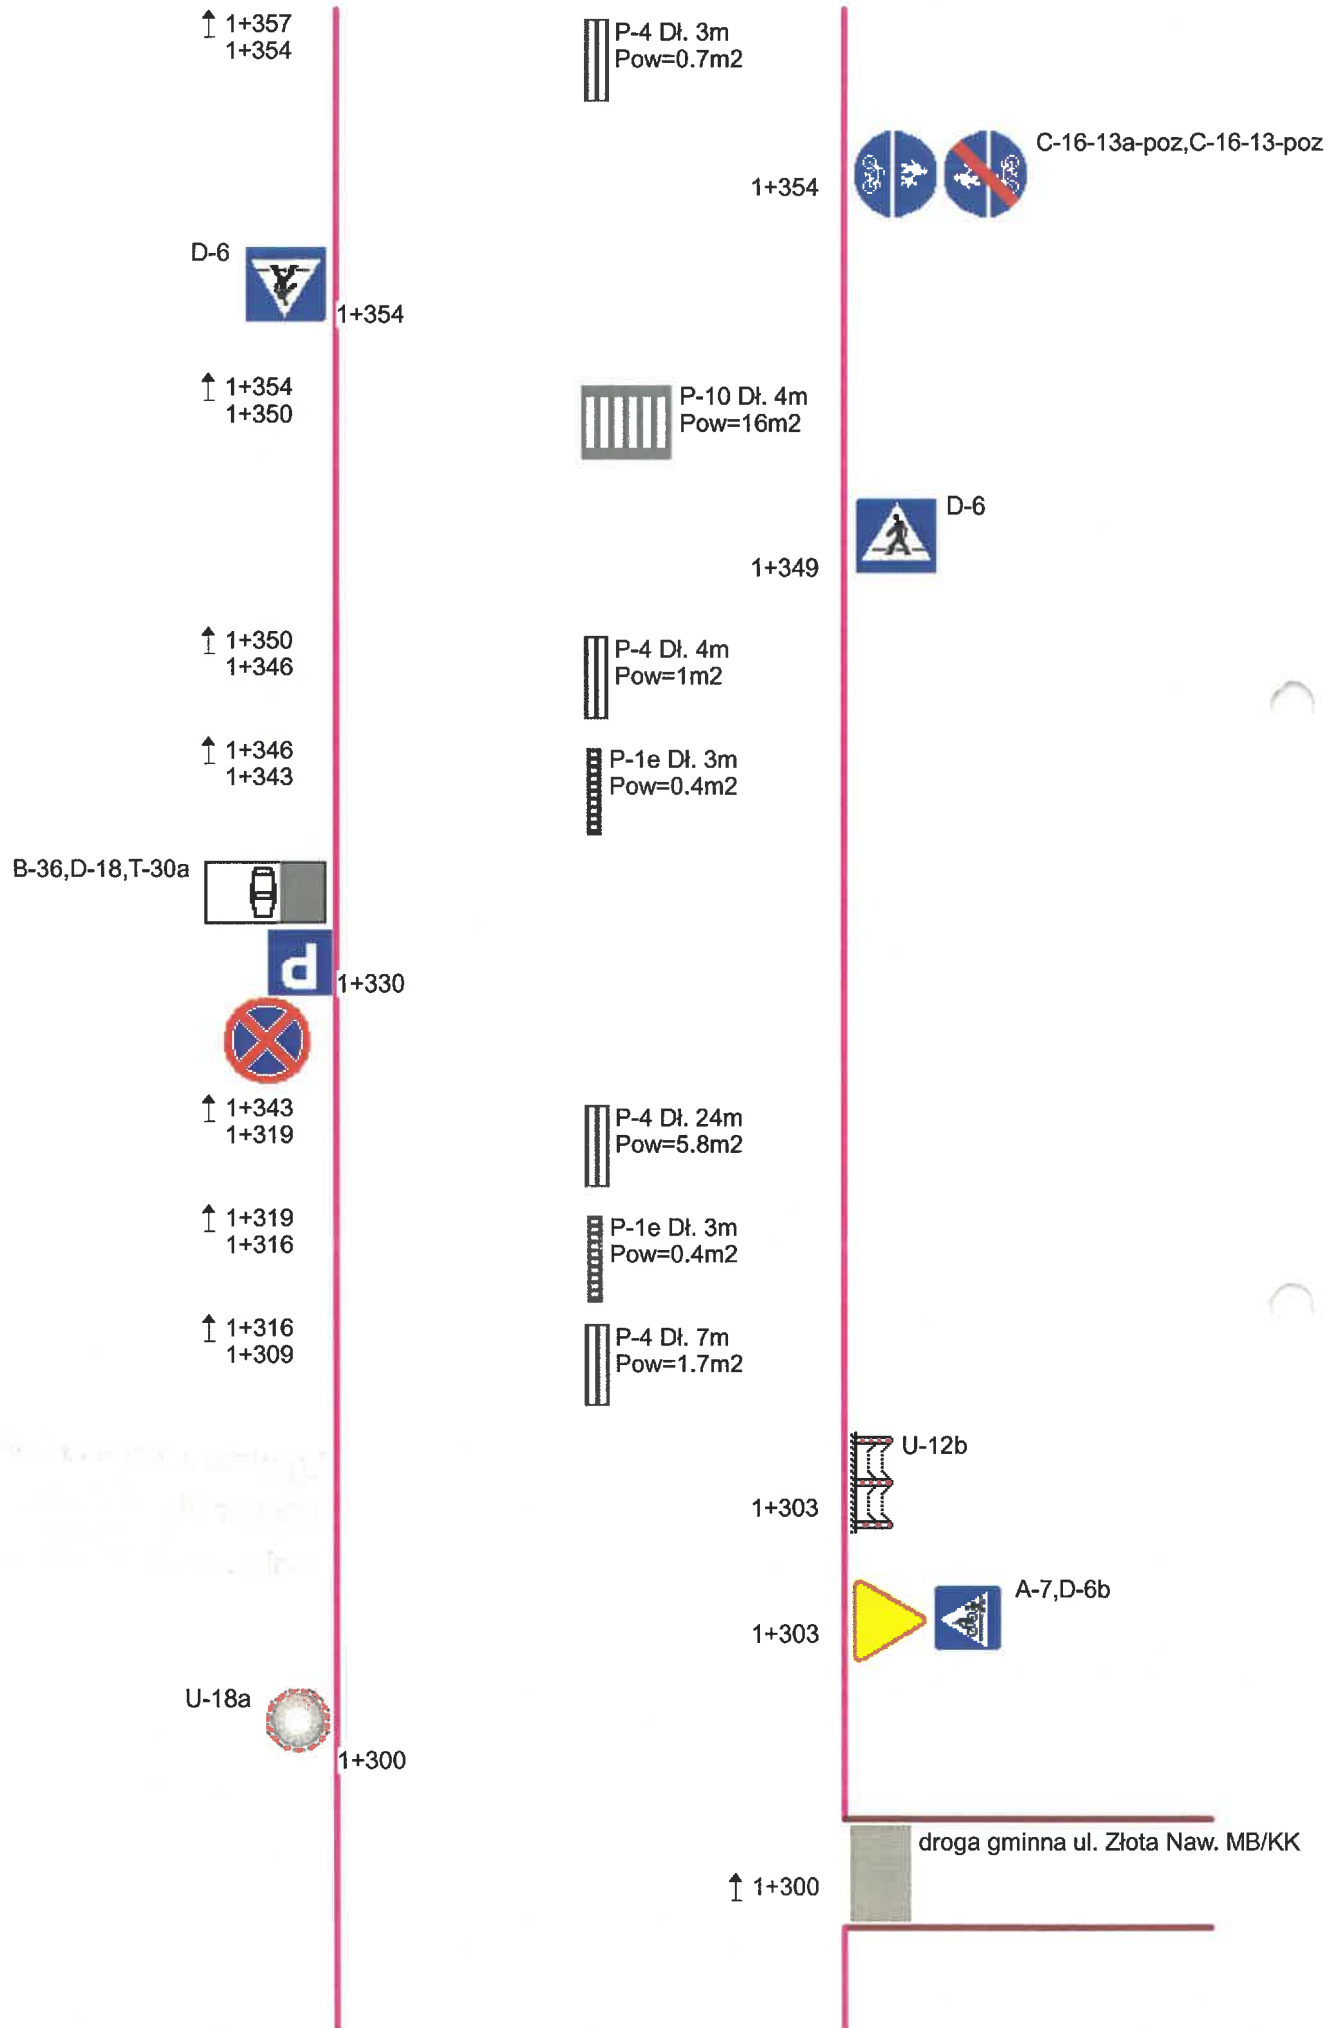 1+357
1+354
P-4 Dł. 3m
Pow=0.7m2
C-16-13a-poz,C-16-13-poz
1+354
D-6
1+354
1+354
1+350
P-10 Dł. 4m
Pow=16m2
D-6
1+349
1+350
1+346
P-4 Dł. 4m
Pow=1m2
1+346
1+343
P-1e Dł. 3m
Pow=0.4m2
B-36,D-18,T-30a
P
1+330
1+343
1+319
P-4 Dł. 24m
Pow=5.8m2
1+319
1+316
P-1e Dł. 3m
Pow=0.4m2
1+316
1+309
P-4 Dł. 7m
Pow=1.7m2
U-12b
1+303
A-7,D-6b
1+303
U-18a
1+300
droga gminna ul. Złota Naw. MB/KK
1+300